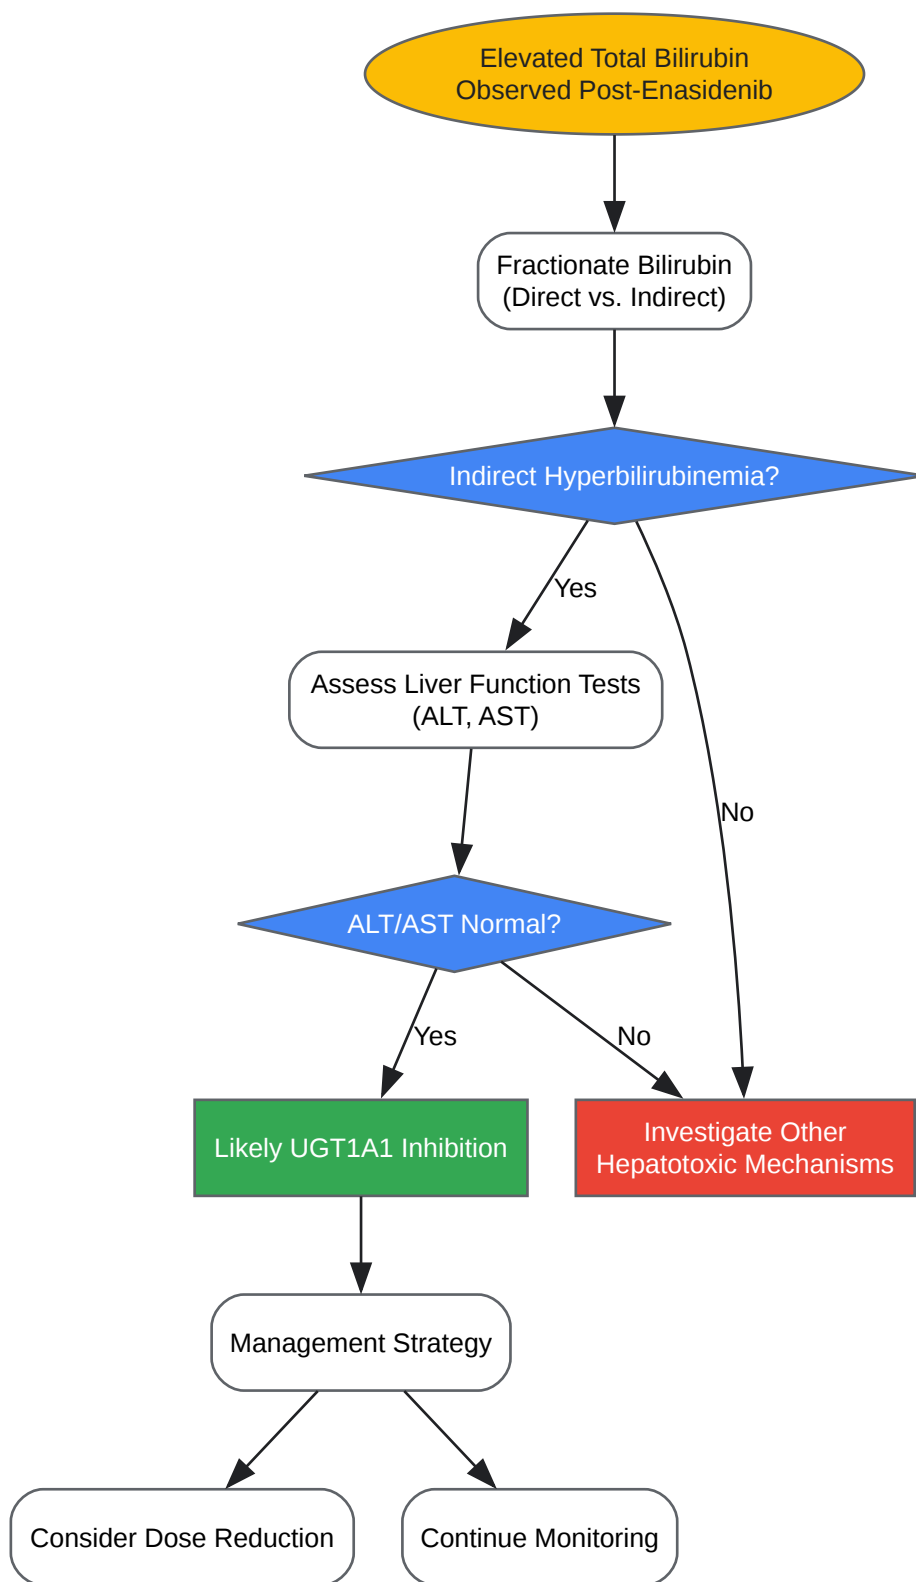 Elevated Total Bilirubin
Observed Post-Enasidenib
Fractionate Bilirubin
(Direct vs. Indirect)
Indirect Hyperbilirubinemia?
Yes
Assess Liver Function Tests
(ALT, AST)
No
ALT/AST Normal?
Yes
No
Likely UGT1A1 Inhibition
Investigate Other
Hepatotoxic Mechanisms
Management Strategy
Consider Dose Reduction
Continue Monitoring